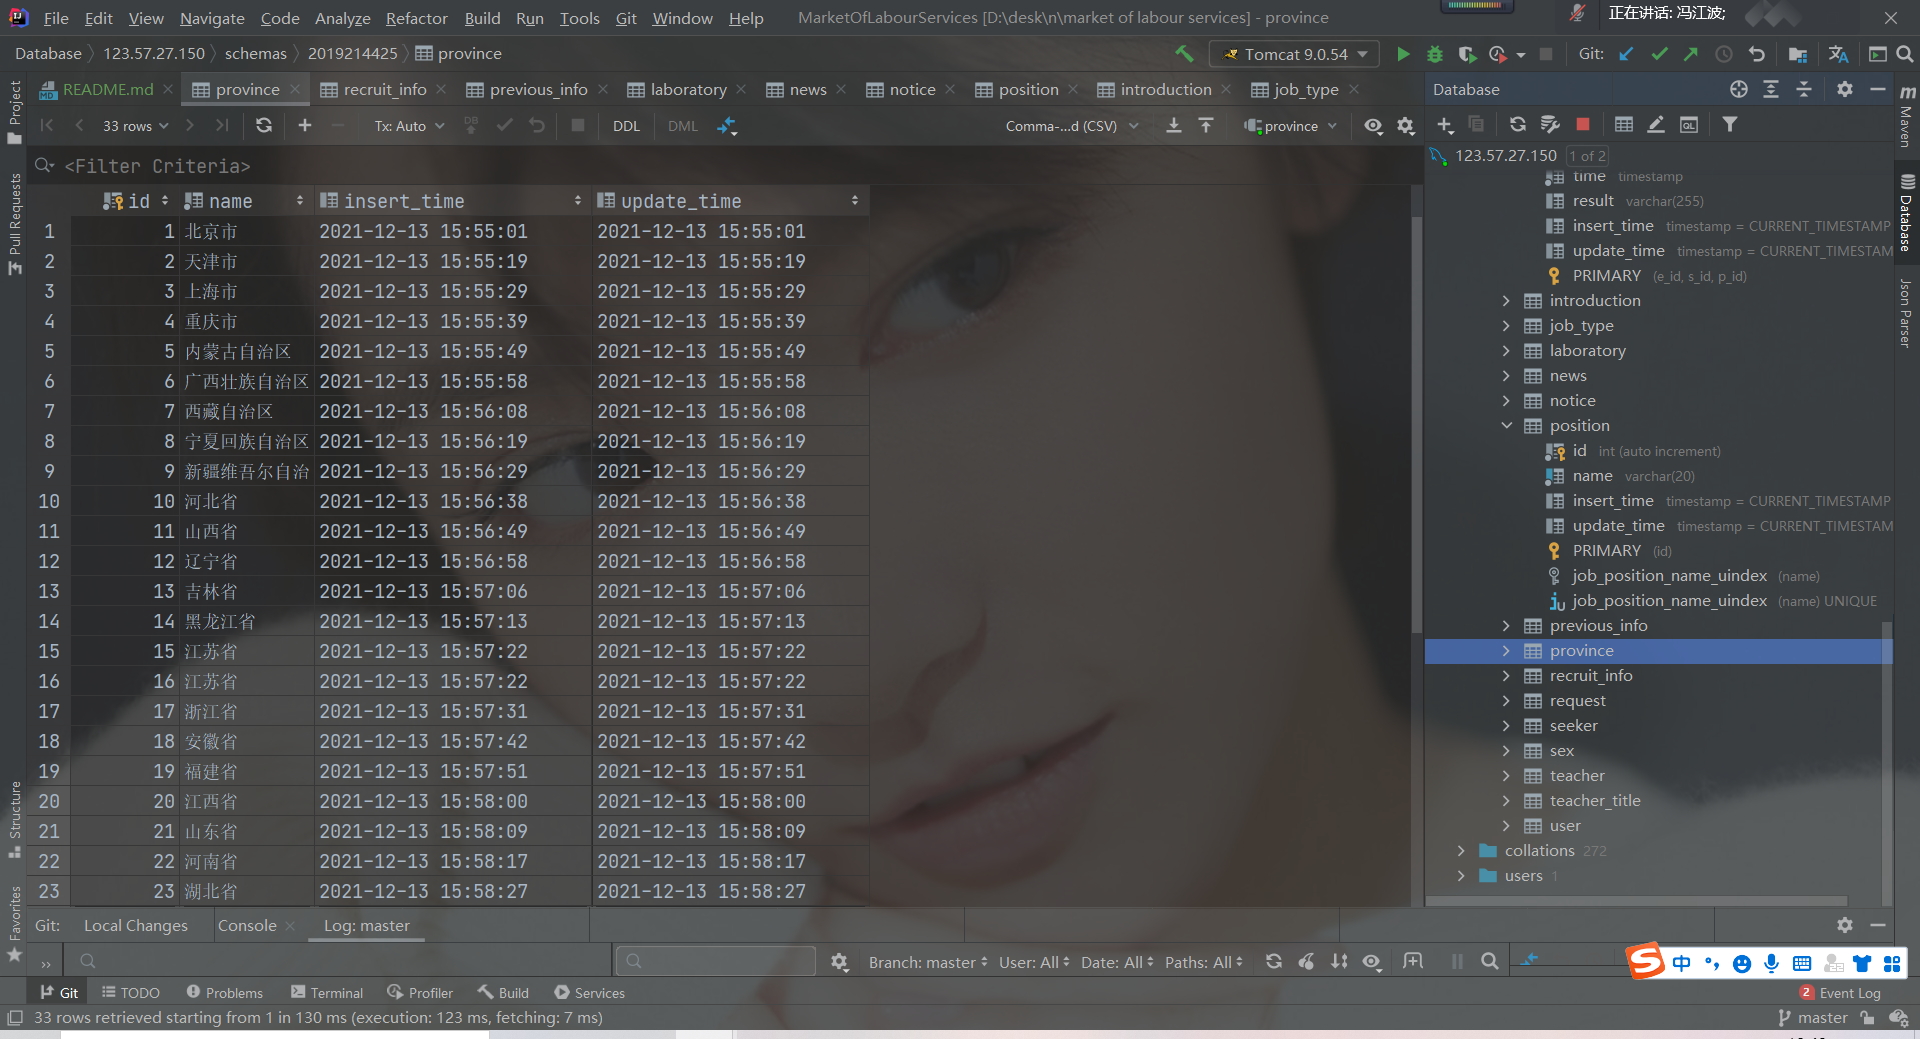 File Edit View Navigate Code Analyze Refactor Build Run Tools Git Window Help MarketOfLabourServices [D:\desk\n\market of labour services] - province 正在讲话: 冯江波;
Database 123.57.27.150 schemas 2019214425 province Tomcat 9.0.54 Git:
README.md province recruit_info previous_info laboratory news notice position introduction job_type Database
33 rows Tx: Auto DDL DML Comma-...d (CSV) province
<Filter Criteria>
id name insert_time update_time
1 1 北京市 2021-12-13 15:55:01 2021-12-13 15:55:01
2 2 天津市 2021-12-13 15:55:19 2021-12-13 15:55:19
3 3 上海市 2021-12-13 15:55:29 2021-12-13 15:55:29
4 4 重庆市 2021-12-13 15:55:39 2021-12-13 15:55:39
5 5 内蒙古自治区 2021-12-13 15:55:49 2021-12-13 15:55:49
6 6 广西壮族自治区 2021-12-13 15:55:58 2021-12-13 15:55:58
7 7 西藏自治区 2021-12-13 15:56:08 2021-12-13 15:56:08
8 8 宁夏回族自治区 2021-12-13 15:56:19 2021-12-13 15:56:19
9 9 新疆维吾尔自治 2021-12-13 15:56:29 2021-12-13 15:56:29
10 10 河北省 2021-12-13 15:56:38 2021-12-13 15:56:38
11 11 山西省 2021-12-13 15:56:49 2021-12-13 15:56:49
12 12 辽宁省 2021-12-13 15:56:58 2021-12-13 15:56:58
13 13 吉林省 2021-12-13 15:57:06 2021-12-13 15:57:06
14 14 黑龙江省 2021-12-13 15:57:13 2021-12-13 15:57:13
15 15 江苏省 2021-12-13 15:57:22 2021-12-13 15:57:22
16 16 江苏省 2021-12-13 15:57:22 2021-12-13 15:57:22
17 17 浙江省 2021-12-13 15:57:31 2021-12-13 15:57:31
18 18 安徽省 2021-12-13 15:57:42 2021-12-13 15:57:42
19 19 福建省 2021-12-13 15:57:51 2021-12-13 15:57:51
20 20 江西省 2021-12-13 15:58:00 2021-12-13 15:58:00
21 21 山东省 2021-12-13 15:58:09 2021-12-13 15:58:09
22 22 河南省 2021-12-13 15:58:17 2021-12-13 15:58:17
23 23 湖北省 2021-12-13 15:58:27 2021-12-13 15:58:27
123.57.27.150 1 of 2
time timestamp
result varchar(255)
insert_time timestamp = CURRENT_TIMESTAMP
update_time timestamp = CURRENT_TIMESTAM
PRIMARY (e_id, s_id, p_id)
introduction
job_type
laboratory
news
notice
position
id int (auto increment)
name varchar(20)
insert_time timestamp = CURRENT_TIMESTAMP
update_time timestamp = CURRENT_TIMESTAM
PRIMARY (id)
job_position_name_uindex (name)
job_position_name_uindex (name) UNIQUE
previous_info
province
recruit_info
request
seeker
sex
teacher
teacher_title
user
collations 272
users 1
Project
Pull Requests
Structure
Favorites
Maven
Database
Json Parser
Git: Local Changes Console Log: master
Branch: master User: All Date: All Paths: All 中
Git TODO Problems Terminal Profiler Build Services 2 Event Log
33 rows retrieved starting from 1 in 130 ms (execution: 123 ms, fetching: 7 ms) master